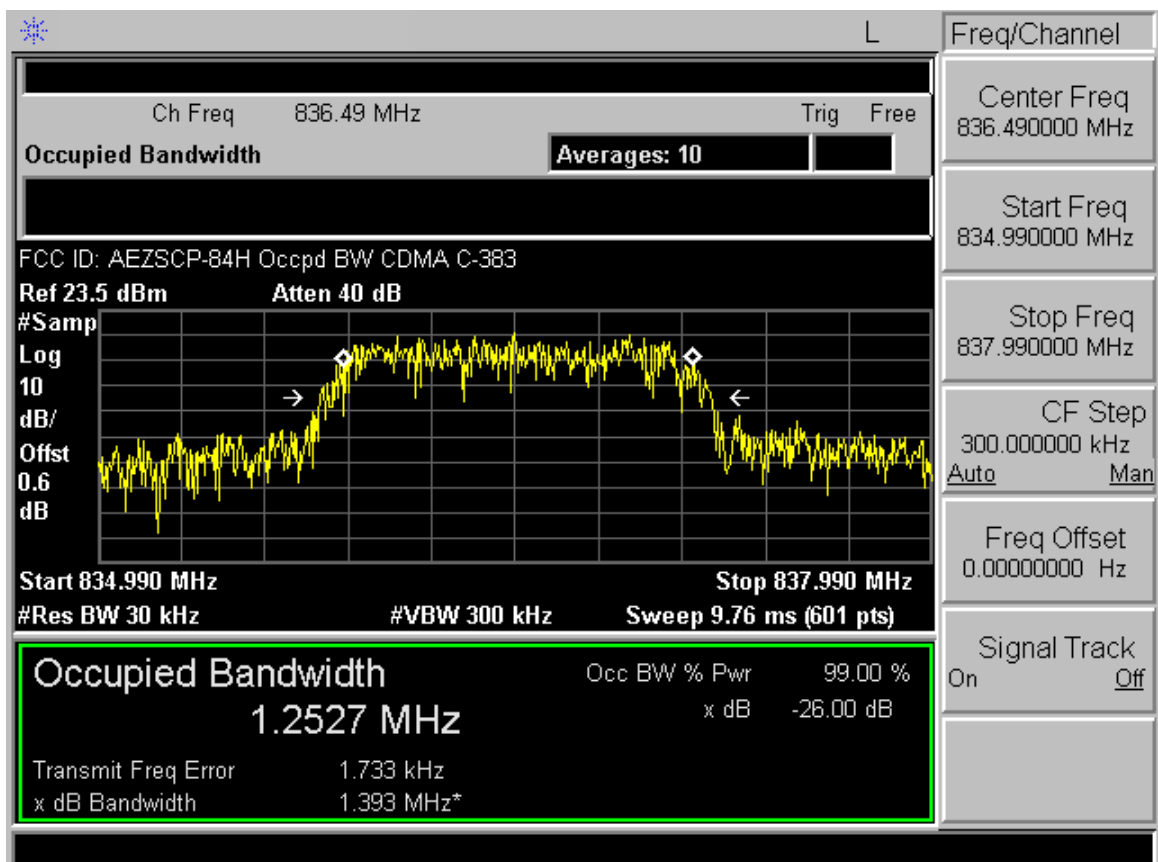 L
Freq/Channel
Ch Freq 836.49 MHz Trig Free
Occupied Bandwidth Averages: 10
FCC ID: AEZSCP-84H Occpd BW CDMA C-383
Ref 23.5 dBm Atten 40 dB
#Samp
Log
10
dB/
Offst
0.6
dB
Start 834.990 MHz Stop 837.990 MHz
#Res BW 30 kHz #VBW 300 kHz Sweep 9.76 ms (601 pts)
Occupied Bandwidth
1.2527 MHz
Occ BW % Pwr 99.00 %
x dB -26.00 dB
Transmit Freq Error 1.733 kHz
x dB Bandwidth 1.393 MHz*
Center Freq
836.490000 MHz
Start Freq
834.990000 MHz
Stop Freq
837.990000 MHz
CF Step
300.000000 kHz
Auto Man
Freq Offset
0.00000000 Hz
Signal Track
On Off